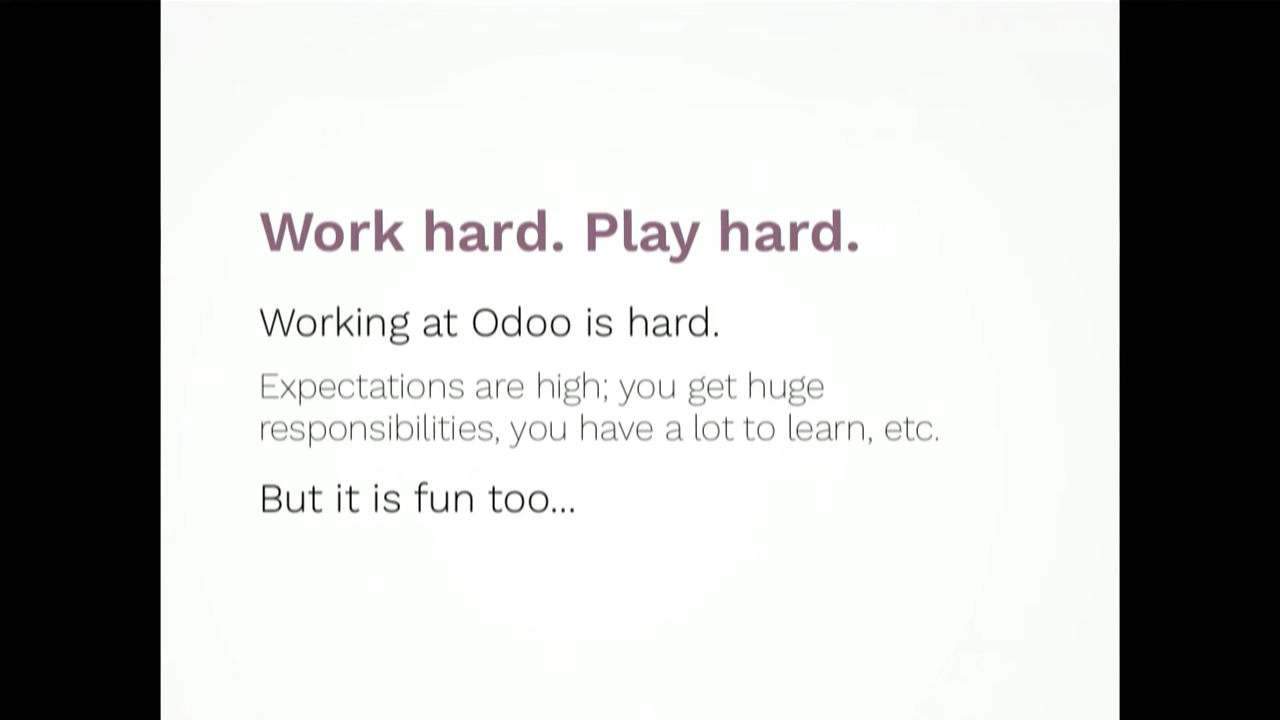 Work hard. Play hard.
Working at Odoo is hard.
Expectations are high; you get huge
responsibilities, you have a lot to learn, etc.
But it is fun too...